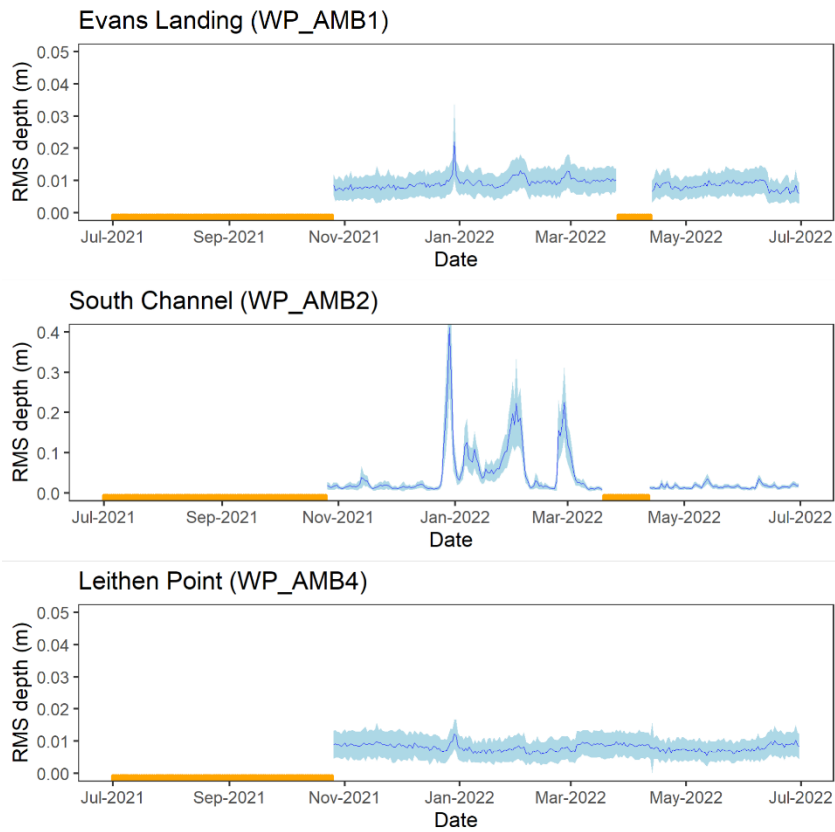 Evans Landing (WP_AMB1)
RMS depth (m)
0.05
0.04
0.03
0.02
0.01
0.00
Jul-2021 Sep-2021 Nov-2021 Jan-2022 Mar-2022 May-2022 Jul-2022
Date
South Channel (WP_AMB2)
RMS depth (m)
0.4
0.3
0.2
0.1
0.0
Jul-2021 Sep-2021 Nov-2021 Jan-2022 Mar-2022 May-2022 Jul-2022
Date
Leithen Point (WP_AMB4)
RMS depth (m)
0.05
0.04
0.03
0.02
0.01
0.00
Jul-2021 Sep-2021 Nov-2021 Jan-2022 Mar-2022 May-2022 Jul-2022
Date